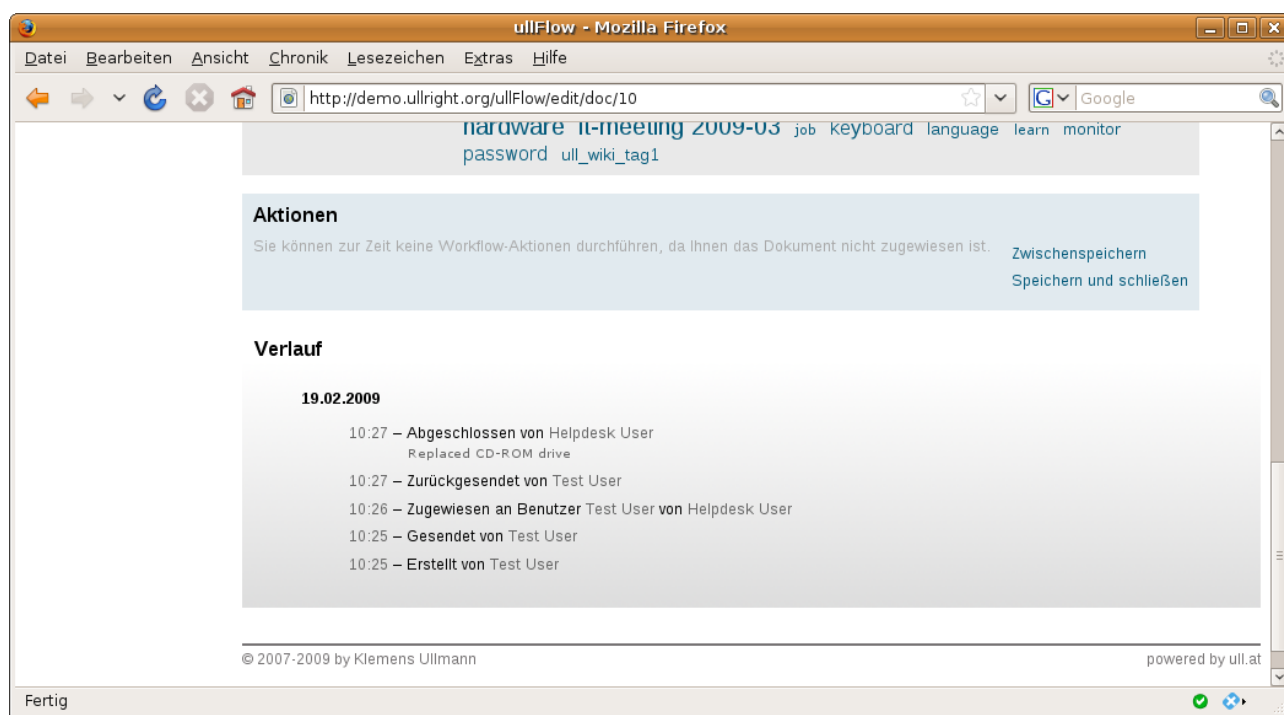 ullFlow - Mozilla Firefox
Datei Bearbeiten Ansicht Chronik Lesezeichen Extras Hilfe
http://demo.ullright.org/ullFlow/edit/doc/10 G Google
hardware it-meeting 2009-03 job keyboard language learn monitor
password ull_wiki_tag1
Aktionen
Sie können zur Zeit keine Workflow-Aktionen durchführen, da Ihnen das Dokument nicht zugewiesen ist.
Zwischenspeichern
Speichern und schließen
Verlauf
19.02.2009
10:27 – Abgeschlossen von Helpdesk User
Replaced CD-ROM drive
10:27 – Zurückgesendet von Test User
10:26 – Zugewiesen an Benutzer Test User von Helpdesk User
10:25 – Gesendet von Test User
10:25 – Erstellt von Test User
© 2007-2009 by Klemens Ullmann powered by ull.at
Fertig